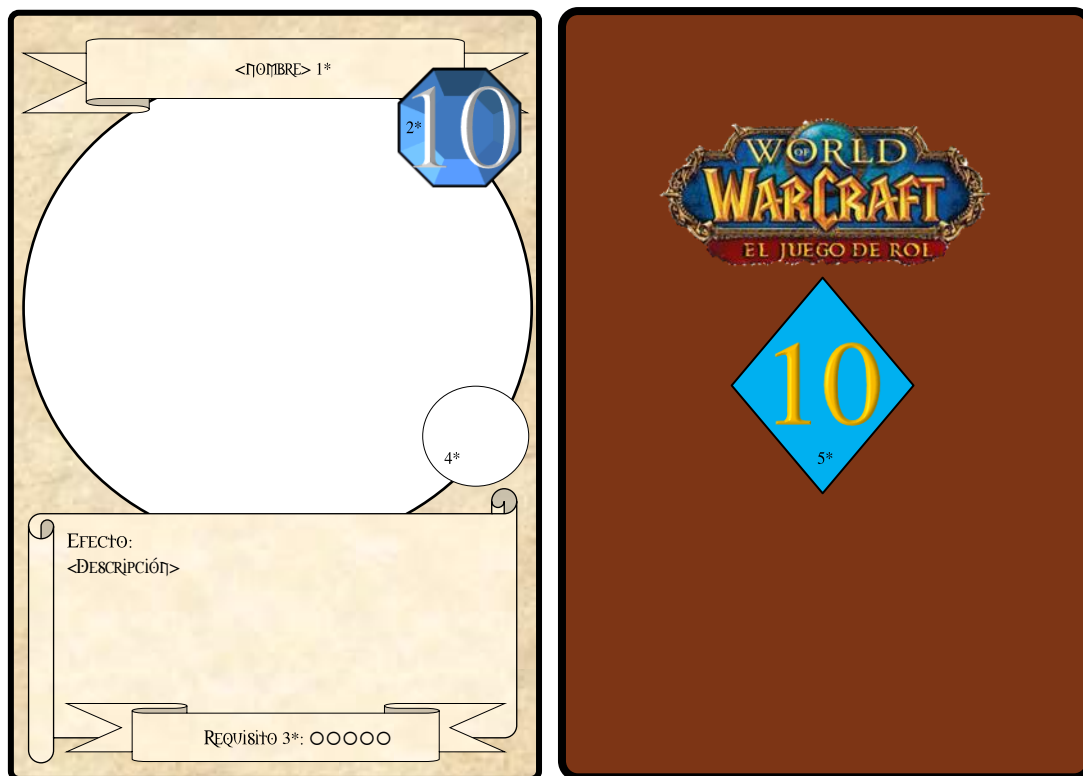 <NOMBRE> 1*
2*
10
4*
EFECTO:
<DESCRIPCIÓN>
REQUISITO 3*: OOOOO
WORLD
OF
WARCRAFT
EL JUEGO DE ROL
10
5*